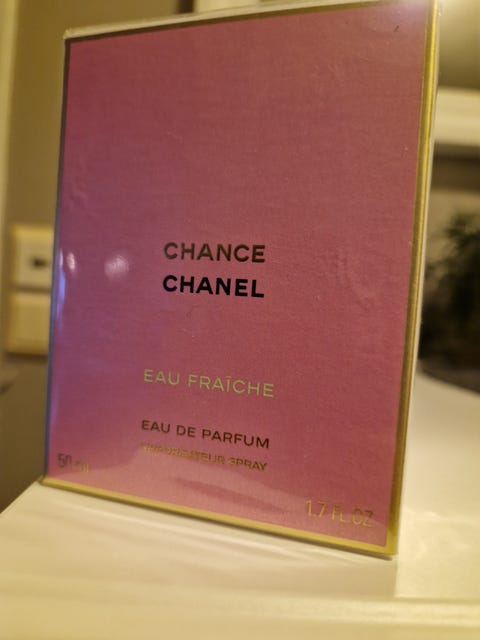 CHANCE
CHANEL
EAU FRAÎCHE
EAU DE PARFUM
VAPORISATEUR SPRAY
50 ml
1.7 FL.OZ